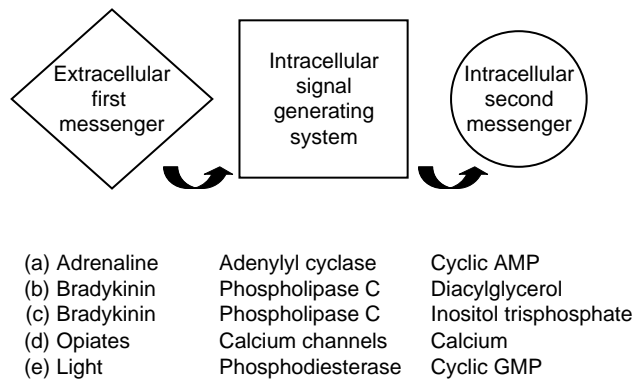 Extracellular
first
messenger
Intracellular
signal
generating
system
Intracellular
second
messenger
(a) Adrenaline Adenylyl cyclase Cyclic AMP
(b) Bradykinin Phospholipase C Diacylglycerol
(c) Bradykinin Phospholipase C Inositol trisphosphate
(d) Opiates Calcium channels Calcium
(e) Light Phosphodiesterase Cyclic GMP